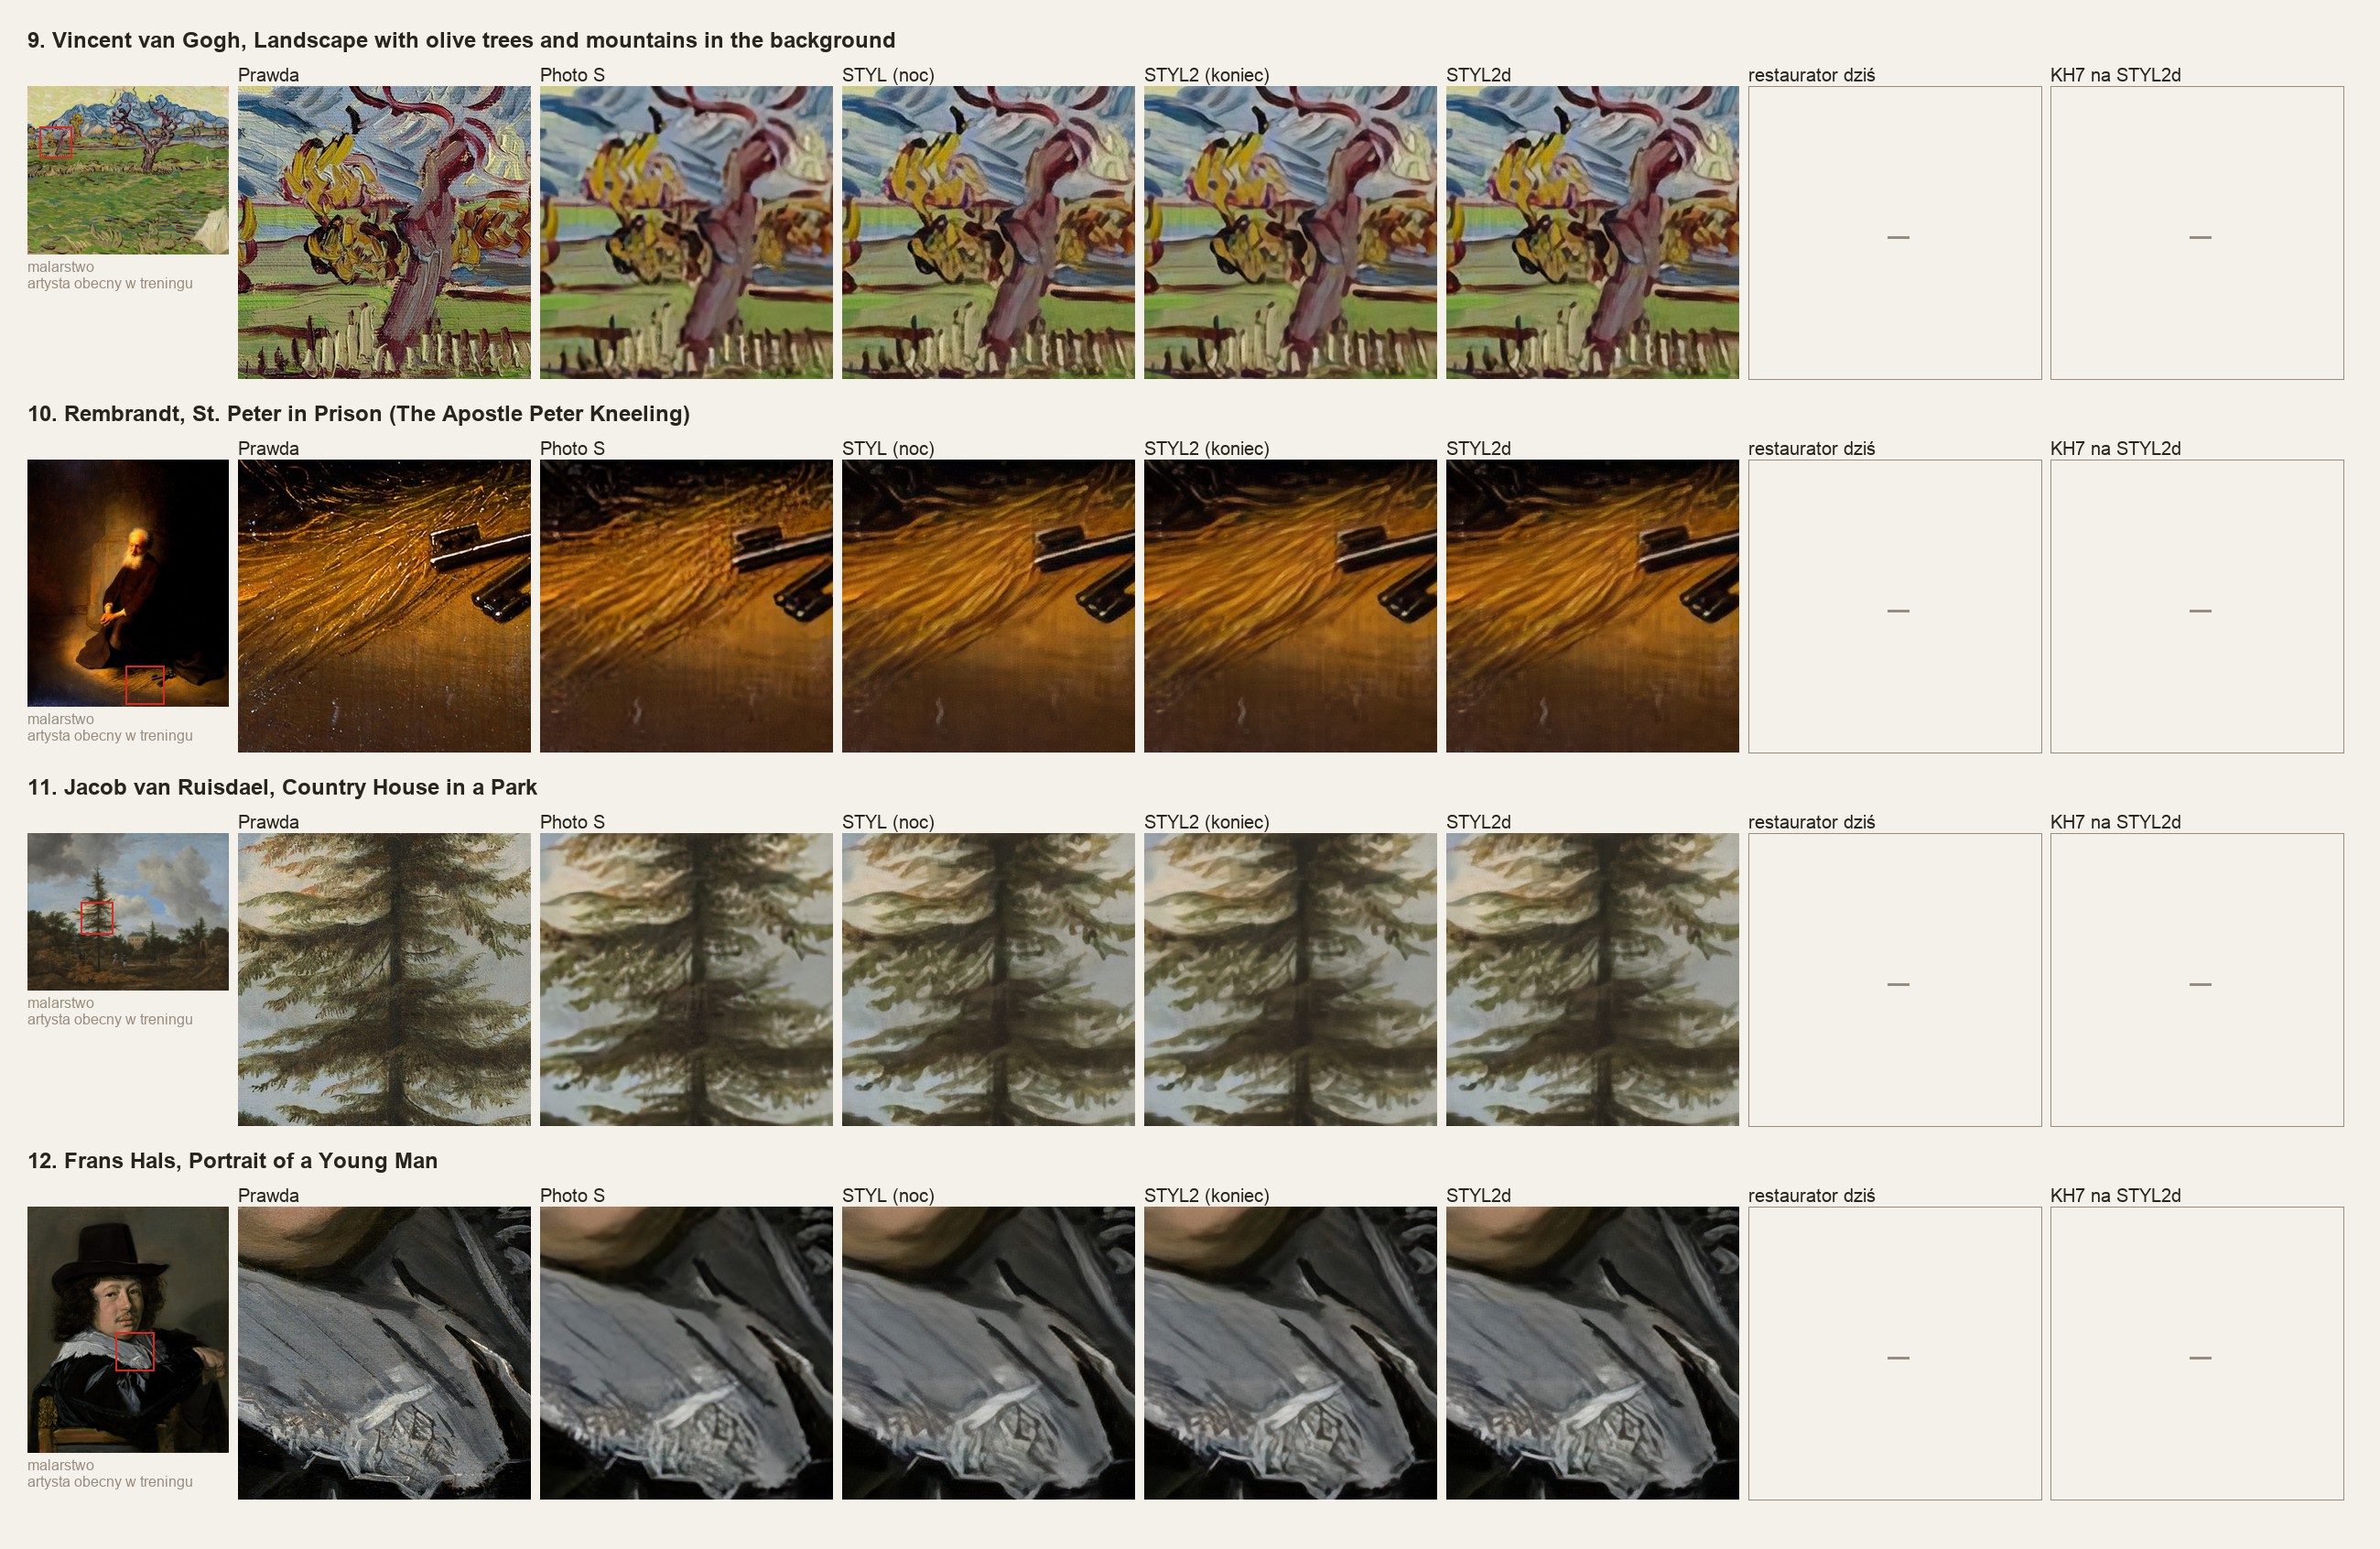 9. Vincent van Gogh, Landscape with olive trees and mountains in the background
Prawda
Photo S
STYL (noc)
STYL2 (koniec)
STYL2d
restaurator dziś
KH7 na STYL2d
—
—
malarstwo
artysta obecny w treningu
10. Rembrandt, St. Peter in Prison (The Apostle Peter Kneeling)
Prawda
Photo S
STYL (noc)
STYL2 (koniec)
STYL2d
restaurator dziś
KH7 na STYL2d
—
—
malarstwo
artysta obecny w treningu
11. Jacob van Ruisdael, Country House in a Park
Prawda
Photo S
STYL (noc)
STYL2 (koniec)
STYL2d
restaurator dziś
KH7 na STYL2d
—
—
malarstwo
artysta obecny w treningu
12. Frans Hals, Portrait of a Young Man
Prawda
Photo S
STYL (noc)
STYL2 (koniec)
STYL2d
restaurator dziś
KH7 na STYL2d
—
—
malarstwo
artysta obecny w treningu